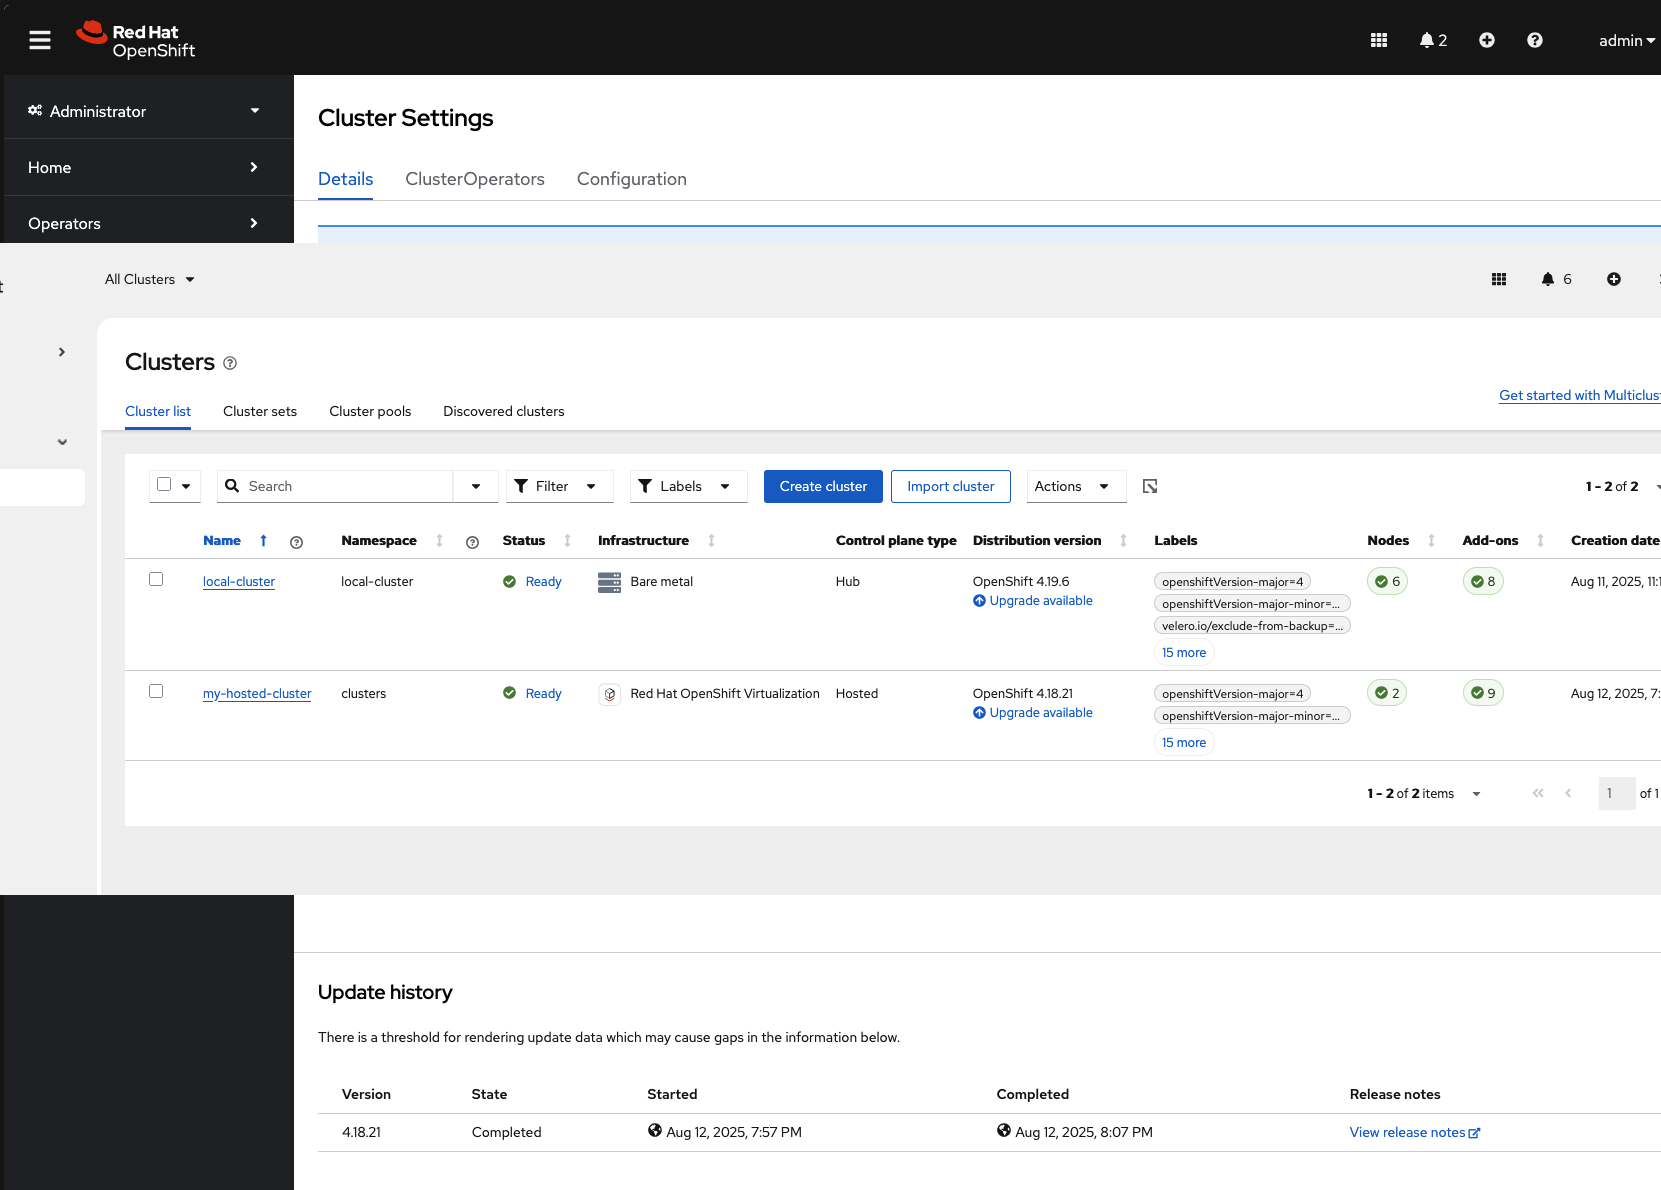 Red Hat
OpenShift
2
admin
Administrator
Home
Operators
Cluster Settings
Details ClusterOperators Configuration
t
All Clusters
6
Clusters
Get started with Multiclust
Cluster list Cluster sets Cluster pools Discovered clusters
Search Filter Labels Create cluster Import cluster Actions 1 - 2 of 2
Name Namespace Status Infrastructure Control plane type Distribution version Labels Nodes Add-ons Creation date
local-cluster local-cluster Ready Bare metal Hub OpenShift 4.19.6 openshiftVersion-major=4 6 8 Aug 11, 2025, 11:1
Upgrade available openshiftVersion-major-minor=...
velero.io/exclude-from-backup=...
15 more
my-hosted-cluster clusters Ready Red Hat OpenShift Virtualization Hosted OpenShift 4.18.21 openshiftVersion-major=4 2 9 Aug 12, 2025, 7:
Upgrade available openshiftVersion-major-minor=...
15 more
1 - 2 of 2 items 1 of 1
Update history
There is a threshold for rendering update data which may cause gaps in the information below.
Version State Started Completed Release notes
4.18.21 Completed Aug 12, 2025, 7:57 PM Aug 12, 2025, 8:07 PM View release notes